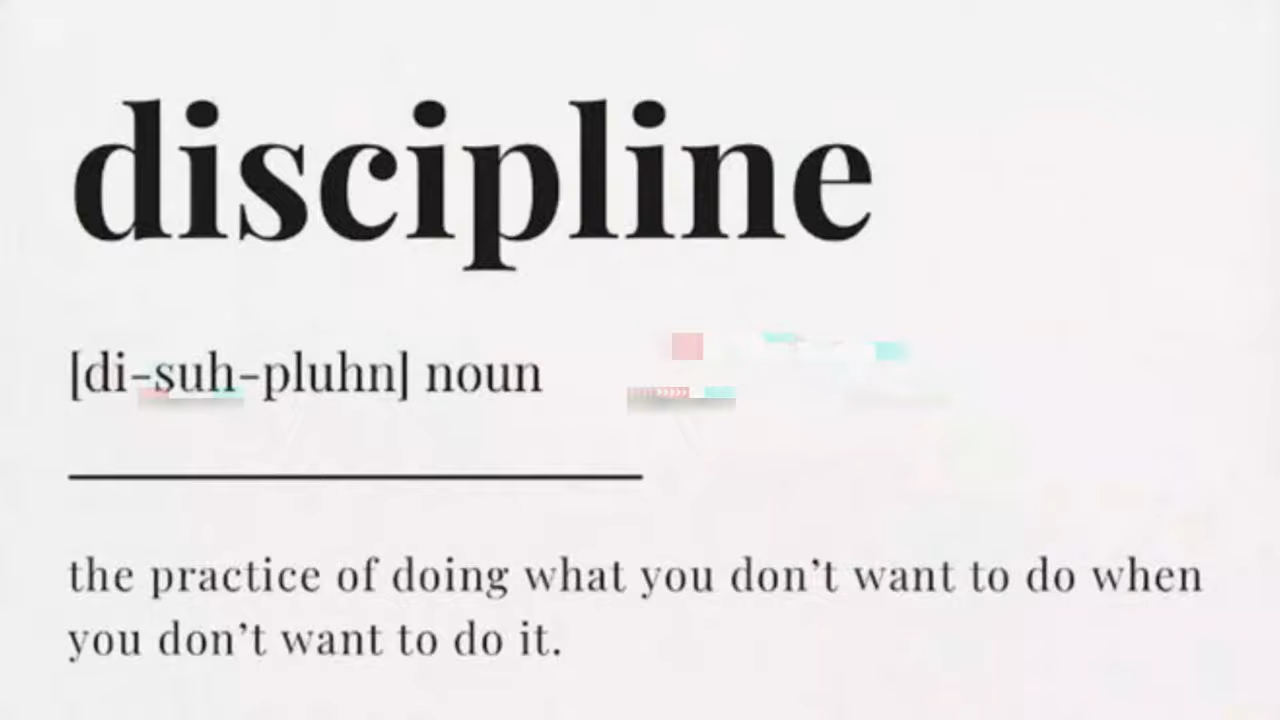 discipline
[di-suh-pluhn] noun
the practice of doing what you don’t want to do when
you don’t want to do it.